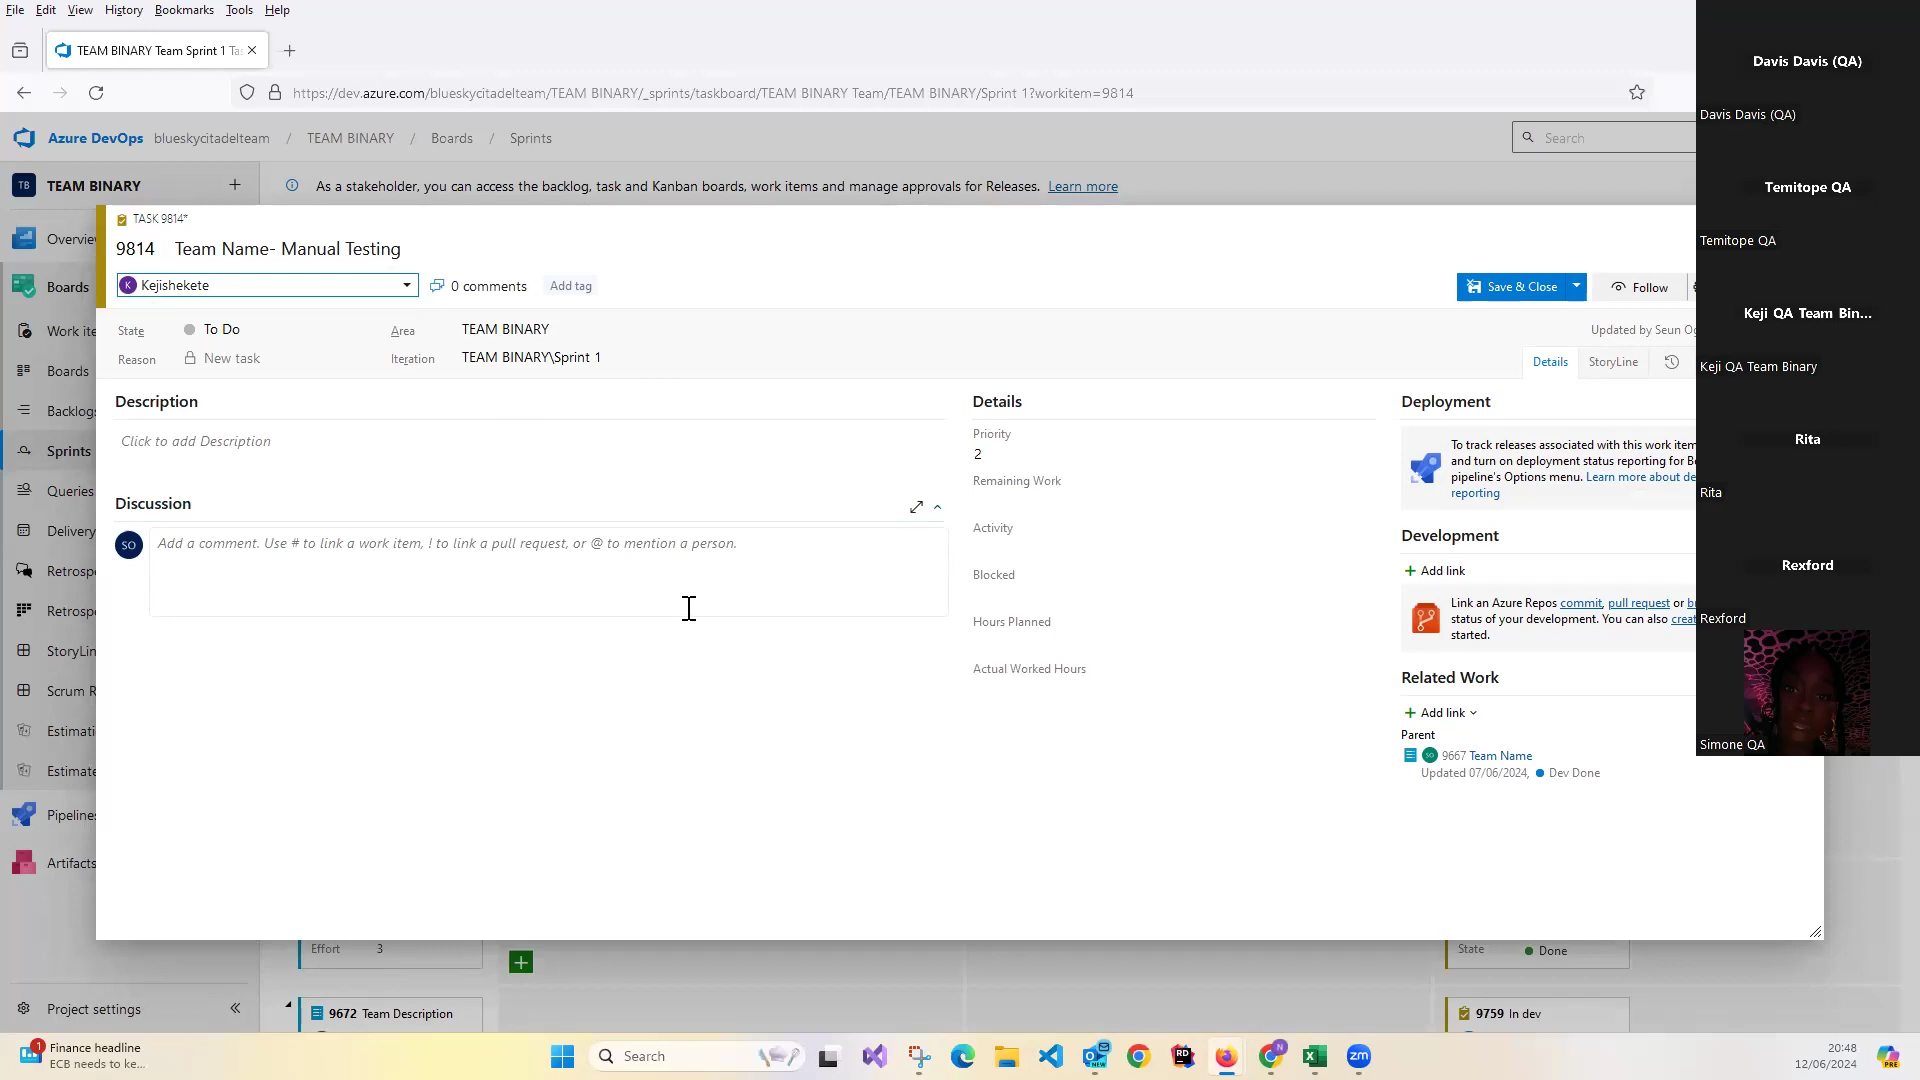 File Edit View History Bookmarks Tools Help
TEAM BINARY Team Sprint 1 Ta
https://dev.azure.com/blueskycitadelteam/TEAM BINARY/_sprints/taskboard/TEAM BINARY Team/TEAM BINARY/Sprint 1?workitem=9814
Azure DevOps blueskycitadelteam / TEAM BINARY / Boards / Sprints
Search
TB TEAM BINARY
As a stakeholder, you can access the backlog, task and Kanban boards, work items and manage approvals for Releases. Learn more
Overvie
Boards
Work ite
Boards
Backlogs
Sprints
Queries
Delivery
Retrospe
Retrospe
StoryLin
Scrum R
Estimati
Estimate
Pipelines
Artifacts
Project settings
TASK 9814*
9814 Team Name- Manual Testing
K Kejishekete
0 comments
Add tag
Save & Close
Follow
State To Do
Area TEAM BINARY
Updated by Seun Og
Reason New task
Iteration TEAM BINARY\Sprint 1
Details StoryLine
Description
Click to add Description
Discussion
SO
Add a comment. Use # to link a work item, ! to link a pull request, or @ to mention a person.
Details
Priority
2
Remaining Work
Activity
Blocked
Hours Planned
Actual Worked Hours
Deployment
To track releases associated with this work item
and turn on deployment status reporting for Bo
pipeline's Options menu. Learn more about de
reporting
Development
Add link
Link an Azure Repos commit, pull request or b
status of your development. You can also creat
started.
Related Work
Add link
Parent
SO 9667 Team Name
Updated 07/06/2024, Dev Done
Effort 3
State Done
9672 Team Description
9759 In dev
Davis Davis (QA)
Davis Davis (QA)
Temitope QA
Temitope QA
Keji QA Team Bin...
Keji QA Team Binary
Rita
Rita
Rexford
Rexford
Simone QA
1
Finance headline
ECB needs to ke...
Search
NEW
RD
N
zm
20:48
12/06/2024
PRE